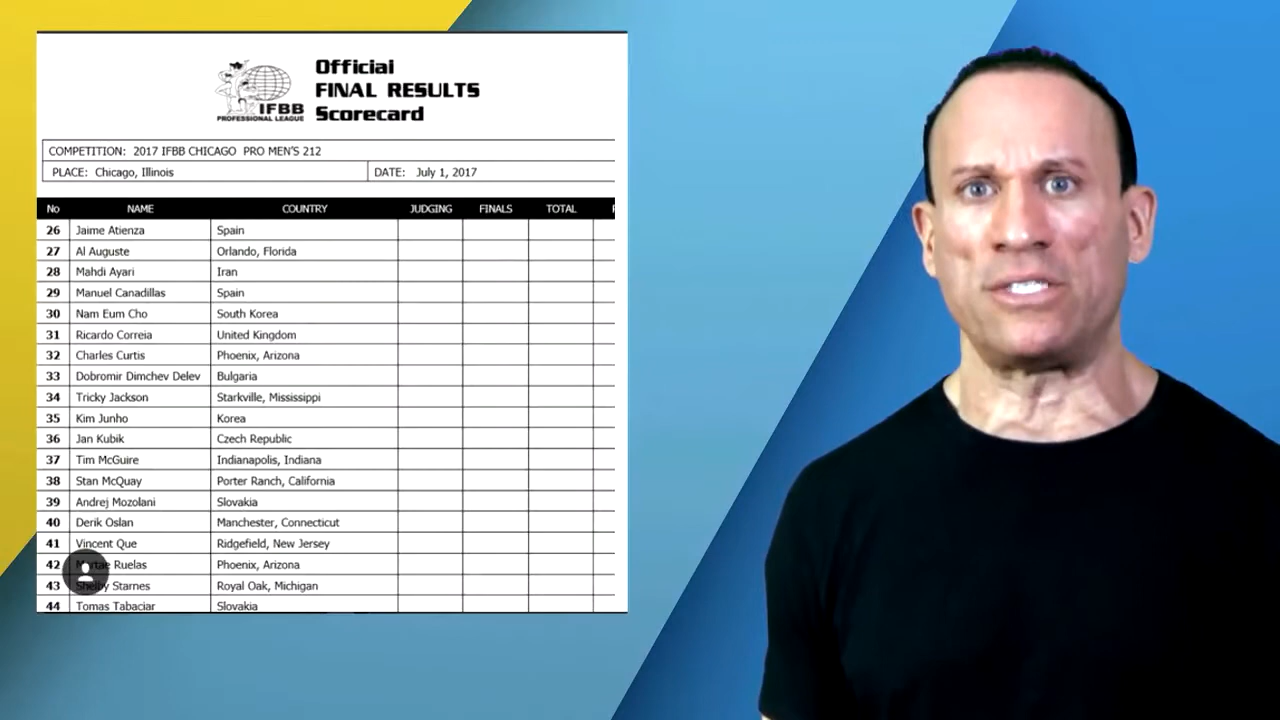 Official
FINAL RESULTS
Scorecard
IFBB
PROFESSIONAL LEAGUE
COMPETITION: 2017 IFBB CHICAGO PRO MEN'S 212
PLACE: Chicago, Illinois DATE: July 1, 2017
No NAME COUNTRY JUDGING FINALS TOTAL
26 Jaime Atienza Spain
27 Al Auguste Orlando, Florida
28 Mahdi Ayari Iran
29 Manuel Canadillas Spain
30 Nam Eum Cho South Korea
31 Ricardo Correia United Kingdom
32 Charles Curtis Phoenix, Arizona
33 Dobromir Dimchev Delev Bulgaria
34 Tricky Jackson Starkville, Mississippi
35 Kim Junho Korea
36 Jan Kubik Czech Republic
37 Tim McGuire Indianapolis, Indiana
38 Stan McQuay Porter Ranch, California
39 Andrej Mozolani Slovakia
40 Derik Oslan Manchester, Connecticut
41 Vincent Que Ridgefield, New Jersey
42 Ruelas Phoenix, Arizona
43 Shelby Starnes Royal Oak, Michigan
44 Tomas Tabaciar Slovakia